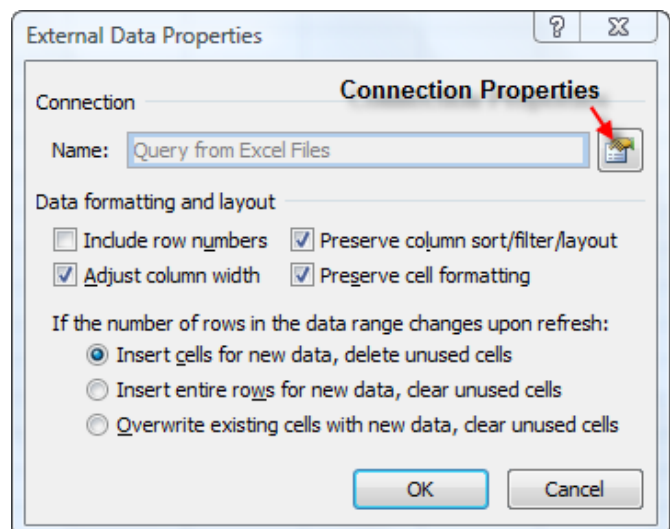 External Data Properties
Connection Properties
Connection
Name: Query from Excel Files
Data formatting and layout
Include row numbers Preserve column sort/filter/layout
Adjust column width Preserve cell formatting
If the number of rows in the data range changes upon refresh:
Insert cells for new data, delete unused cells
Insert entire rows for new data, clear unused cells
Overwrite existing cells with new data, clear unused cells
OK Cancel